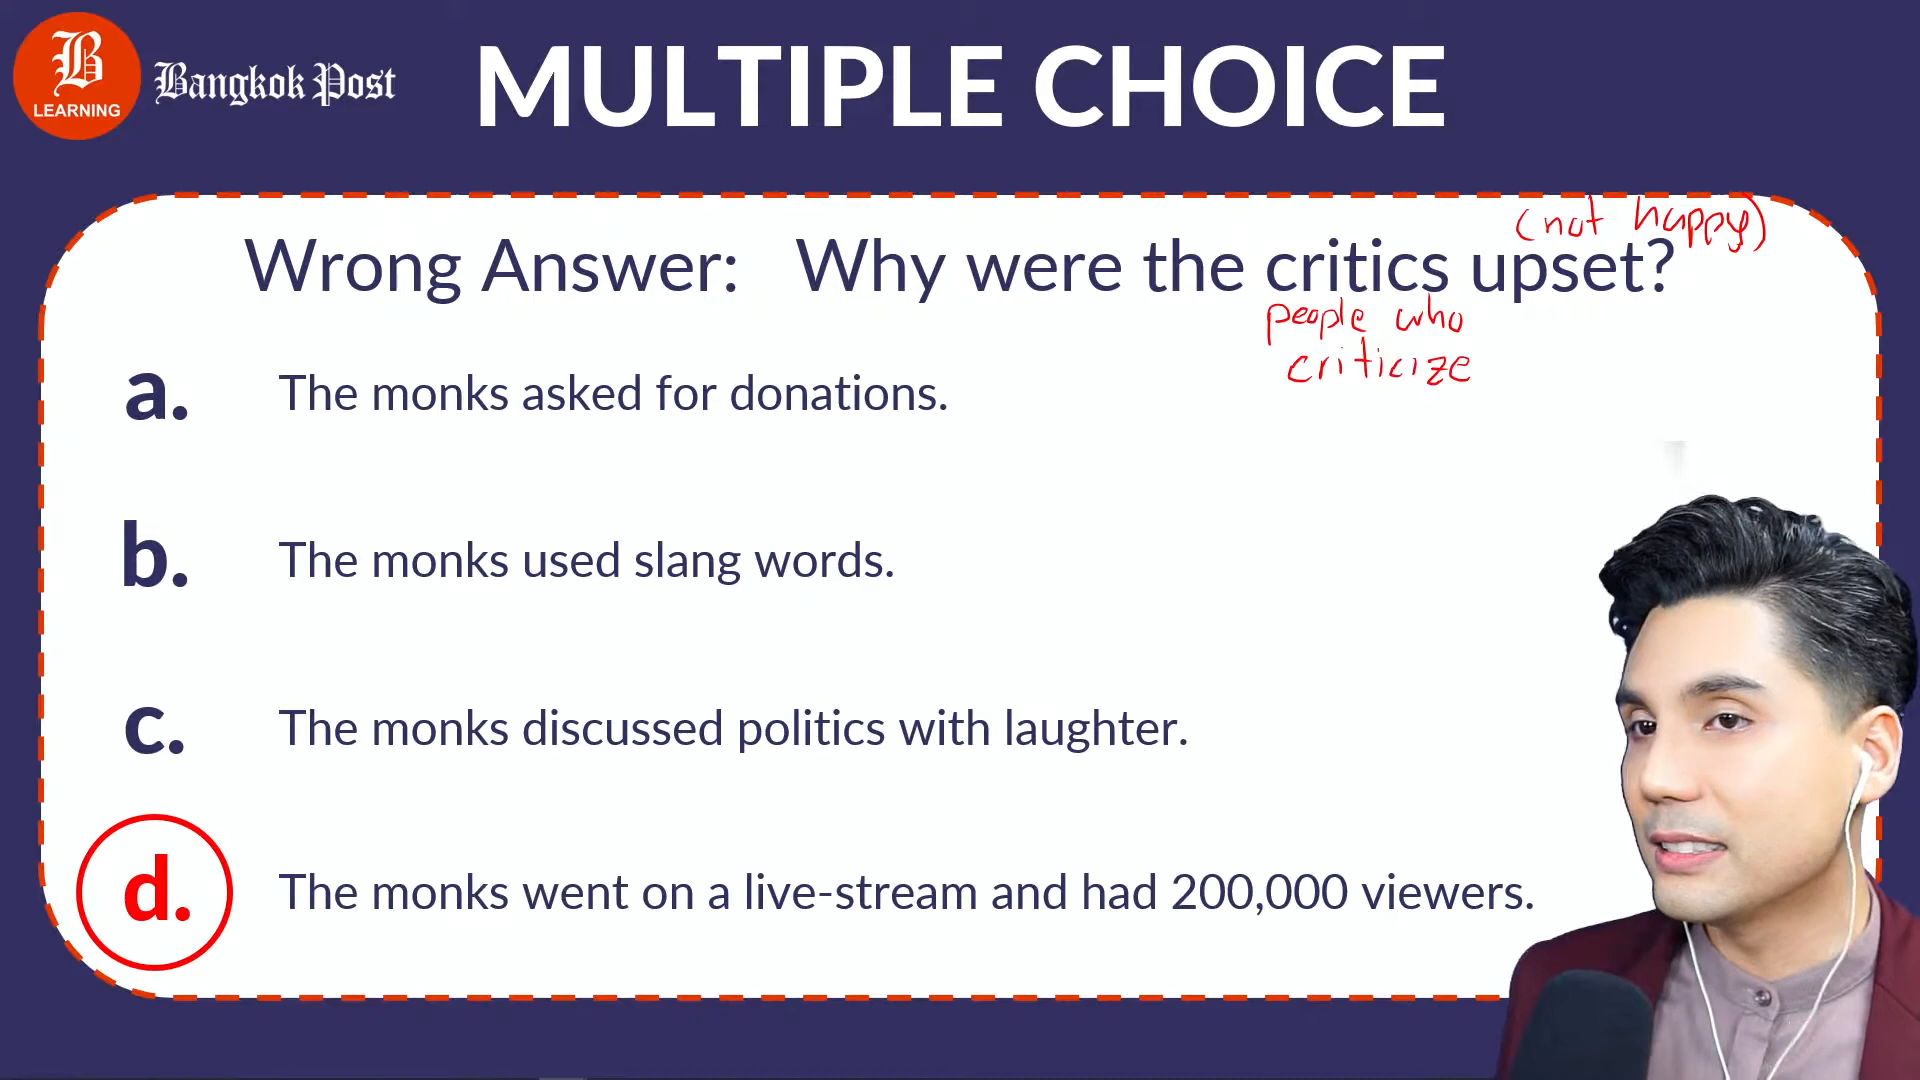 B
LEARNING
Bangkok Post
MULTIPLE CHOICE
(not happy)
Wrong Answer: Why were the critics upset?
people who
criticize
a. The monks asked for donations.
b. The monks used slang words.
c. The monks discussed politics with laughter.
d. The monks went on a live-stream and had 200,000 viewers.